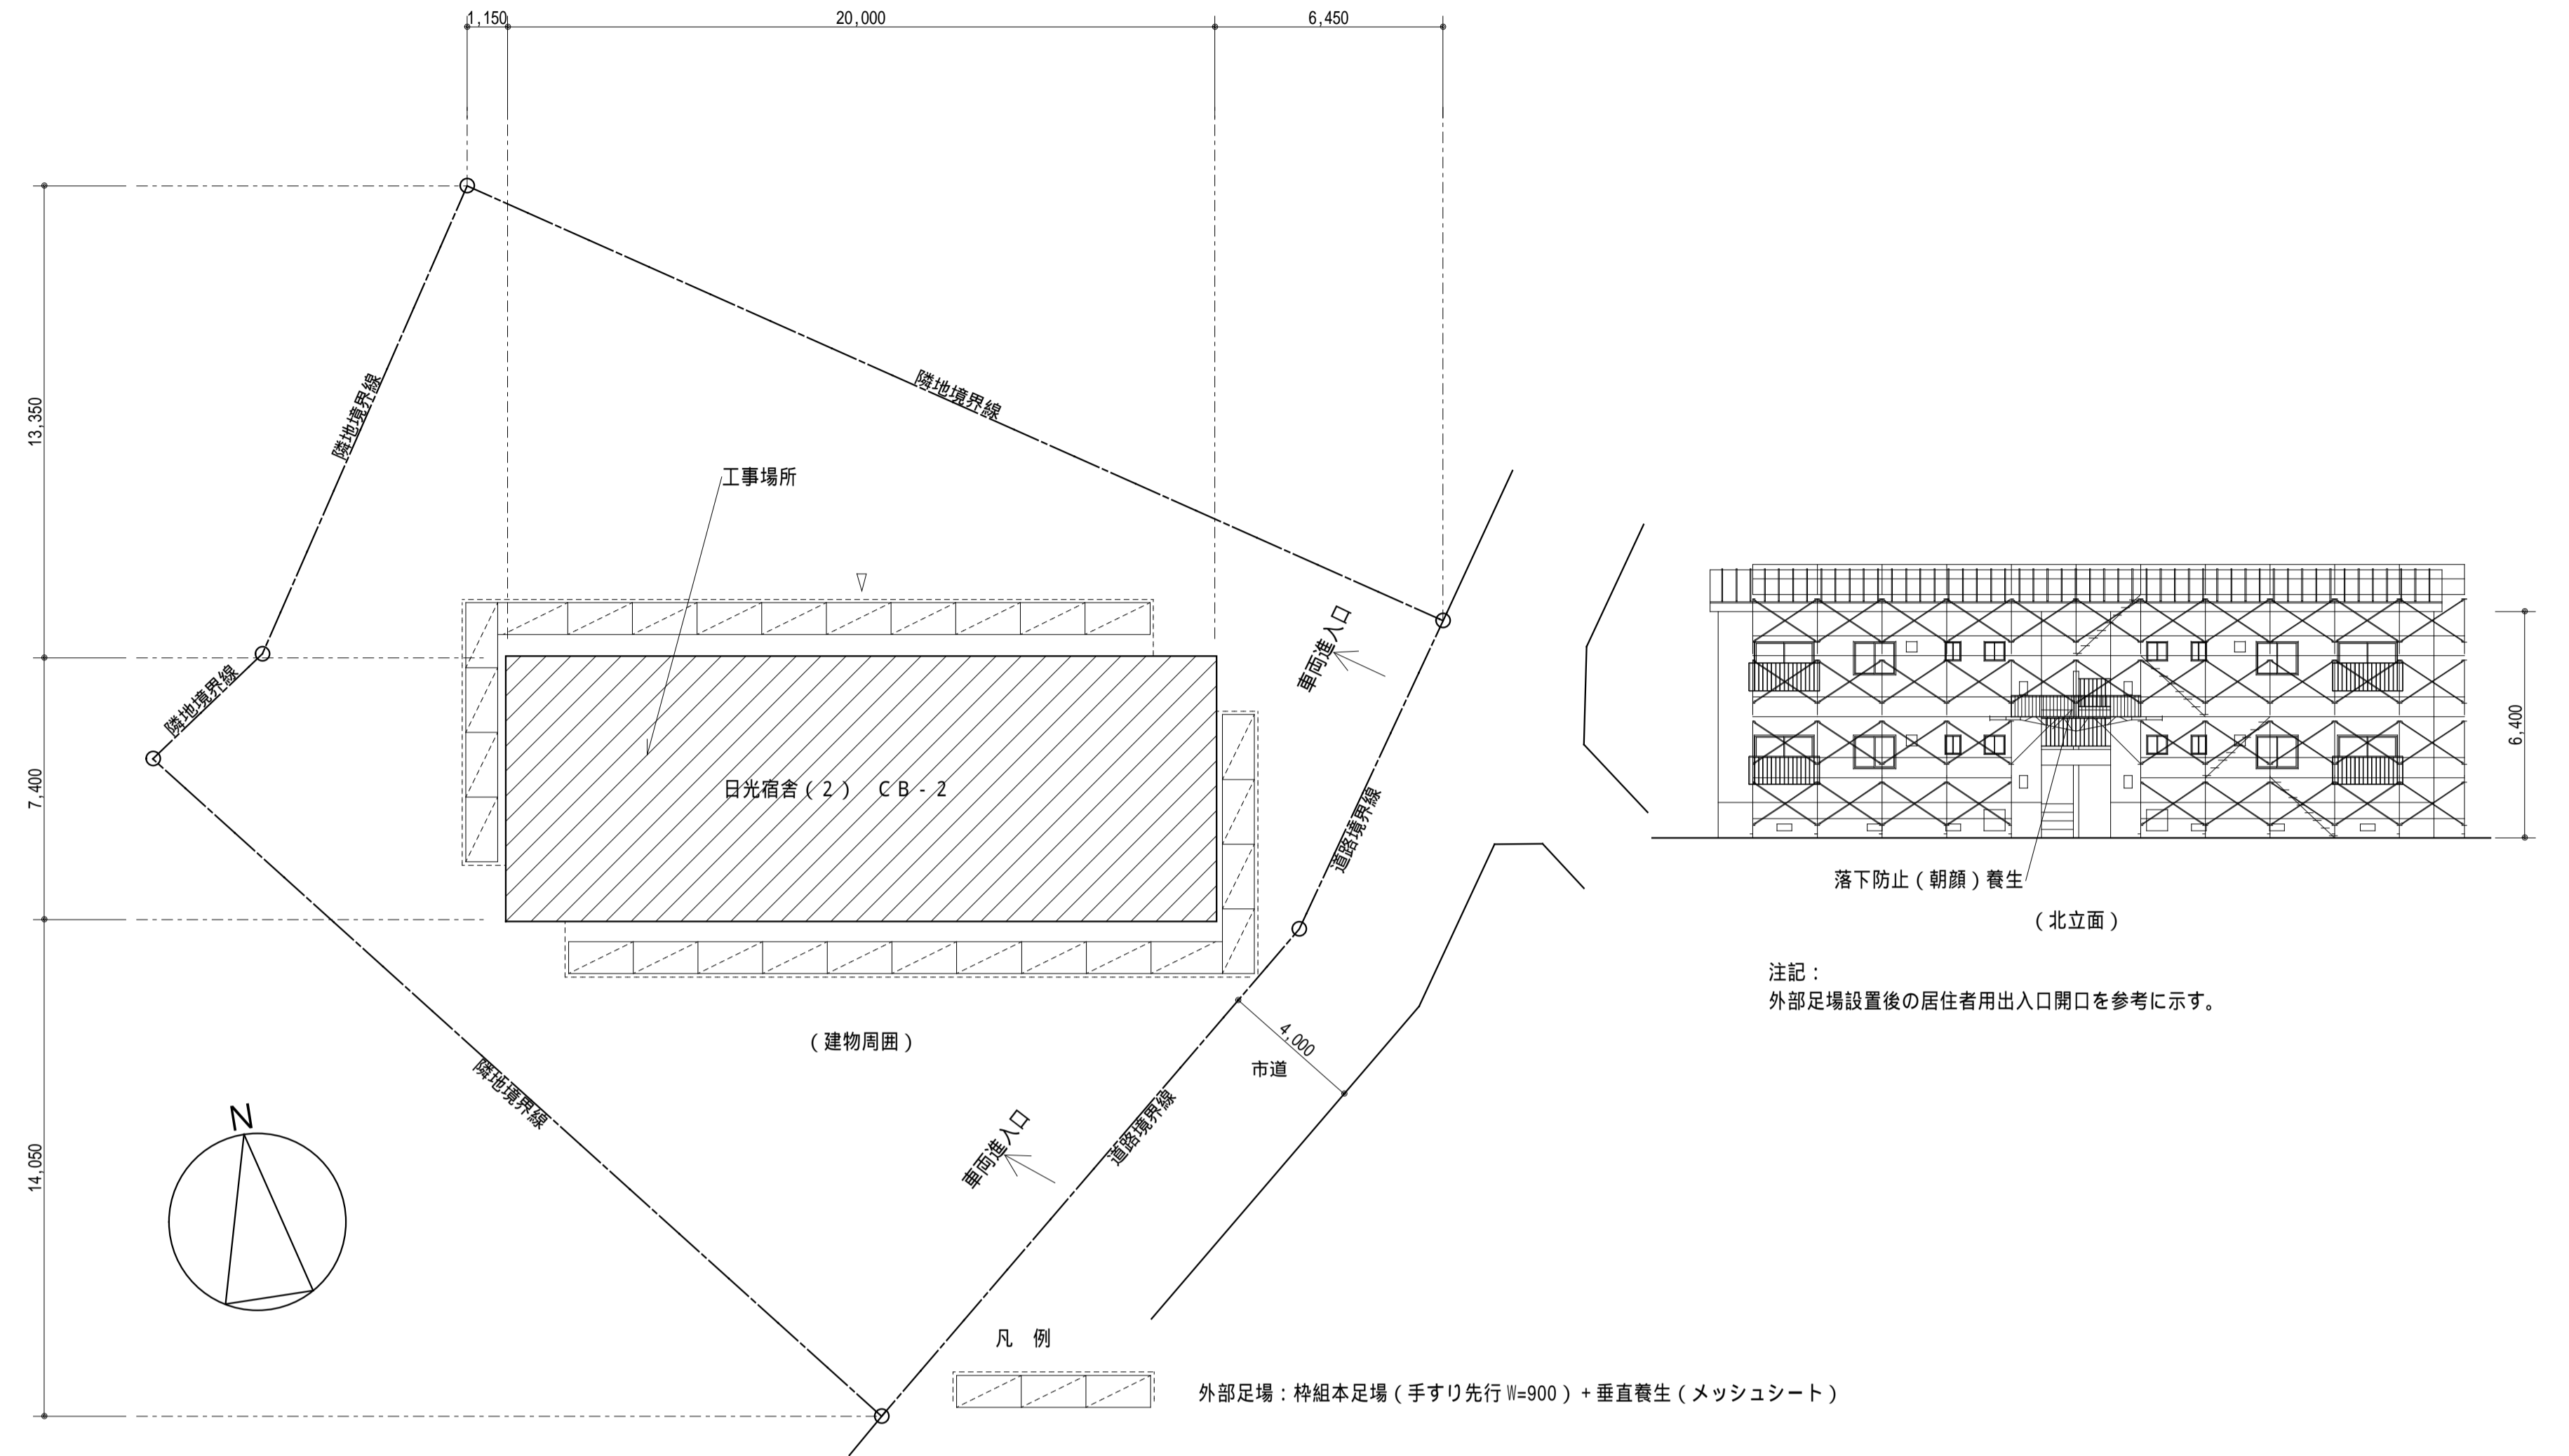 1,150
20,000
6,450
13,350
7,400
14,050
隣地境界線
隣地境界線
隣地境界線
隣地境界線
工事場所
日光宿舎(2) CB-2
車両進入口
道路境界線
(建物周囲)
4,000
市道
車両進入口
道路境界線
N
6,400
落下防止(朝顔)養生
(北立面)
注記:
外部足場設置後の居住者用出入口開口を参考に示す。
凡 例
外部足場:枠組本足場(手すり先行W=900)+垂直養生(メッシュシート)